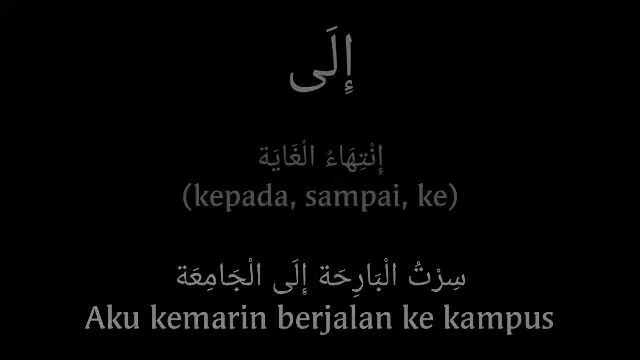 إِلَى
إِنْتِهَاءُ الْغَايَة
(kepada, sampai, ke)
سِرْتُ الْبَارِحَة إِلَى الْجَامِعَة
Aku kemarin berjalan ke kampus